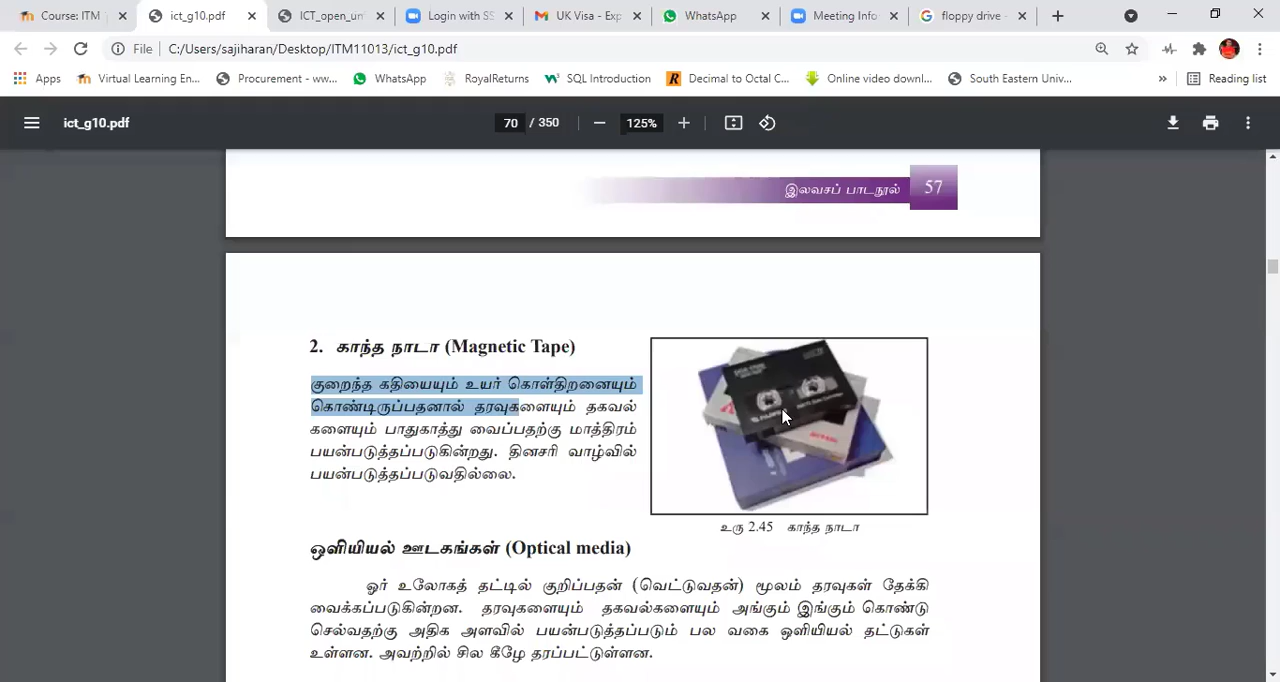 Course: ITM
ict_g10.pdf
ICT_open_un
Login with SS
UK Visa - Exp
WhatsApp
Meeting Info
floppy drive -
File
C:/Users/sajiharan/Desktop/ITM11013/ict_g10.pdf
Apps
Virtual Learning En...
Procurement - ww...
WhatsApp
RoyalReturns
SQL Introduction
Decimal to Octal C...
Online video downl...
South Eastern Univ...
»
Reading list
ict_g10.pdf
70 / 350
125%
இலவசப் பாடநூல்
57
2. காந்த நாடா (Magnetic Tape)
குறைந்த கதியையும் உயர் கொள்திறனையும்
கொண்டிருப்பதனால் தரவுகளையும் தகவல்
களையும் பாதுகாத்து வைப்பதற்கு மாத்திரம்
பயன்படுத்தப்படுகின்றது. தினசரி வாழ்வில்
பயன்படுத்தப்படுவதில்லை.
உரு 2.45 காந்த நாடா
ஒளியியல் ஊடகங்கள் (Optical media)
ஓர் உலோகத் தட்டில் குறிப்பதன் (வெட்டுவதன்) மூலம் தரவுகள் தேக்கி
வைக்கப்படுகின்றன. தரவுகளையும் தகவல்களையும் அங்கும் இங்கும் கொண்டு
செல்வதற்கு அதிக அளவில் பயன்படுத்தப்படும் பல வகை ஒளியியல் தட்டுகள்
உள்ளன. அவற்றில் சில கீழே தரப்பட்டுள்ளன.